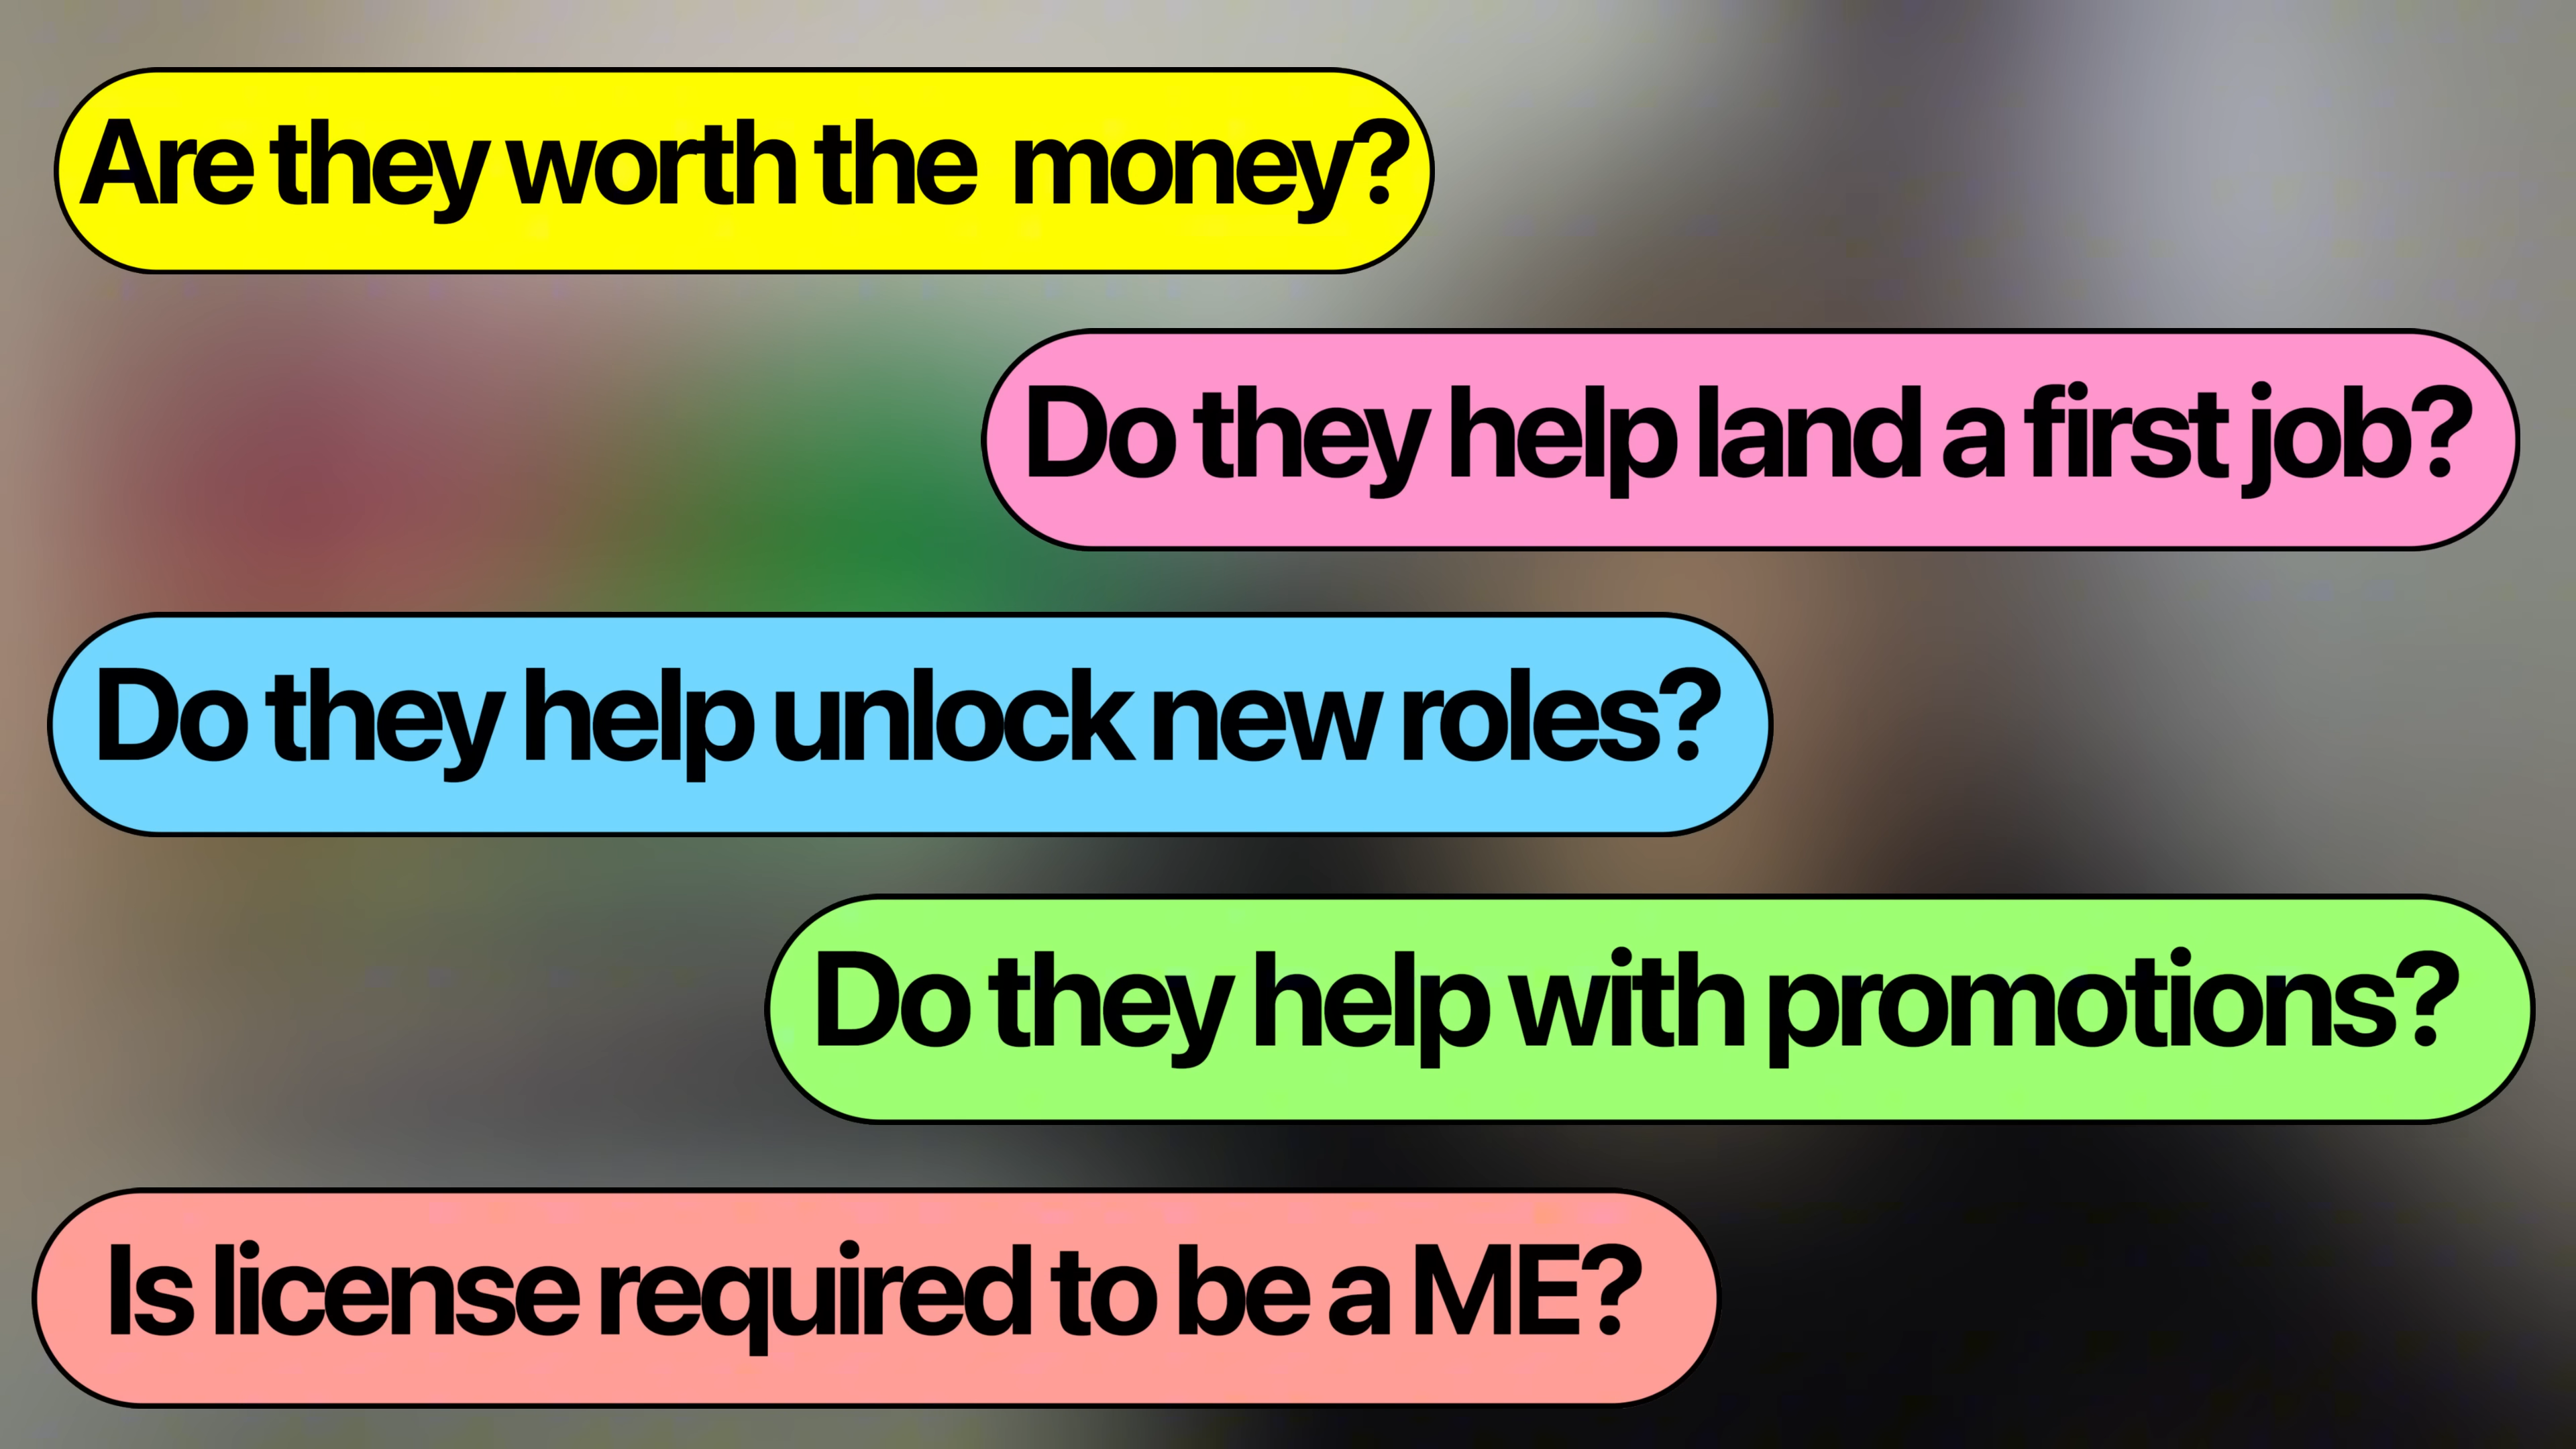 Are they worth the money?
Do they help land a first job?
Do they help unlock new roles?
Do they help with promotions?
Is license required to be a ME?